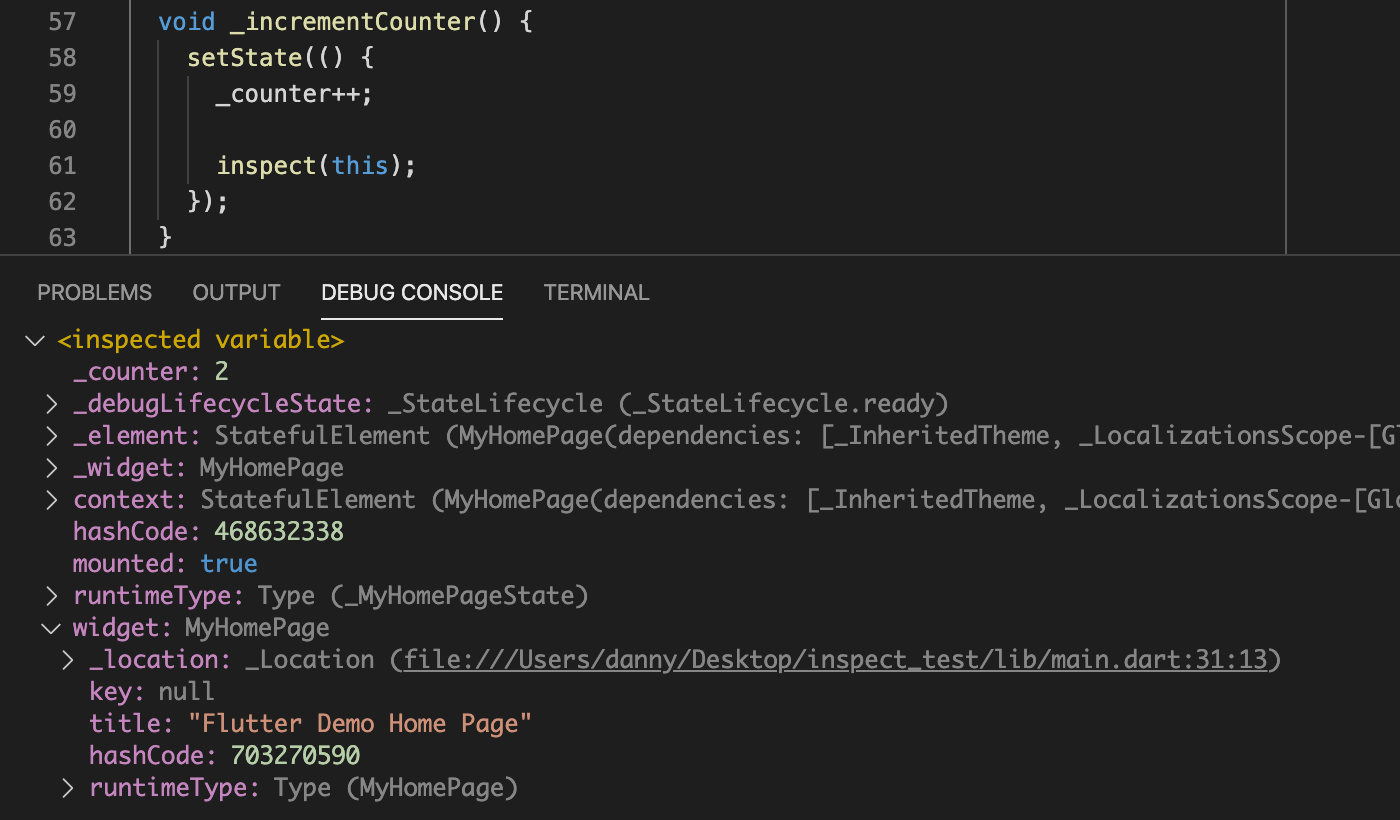 57 void _incrementCounter() {
58 setState(() {
59 _counter++;
60
61 inspect(this);
62 });
63 }
PROBLEMS OUTPUT DEBUG CONSOLE TERMINAL
<inspected variable>
_counter: 2
_debugLifecycleState: _StateLifecycle (_StateLifecycle.ready)
_element: StatefulElement (MyHomePage(dependencies: [_InheritedTheme, _LocalizationsScope-[Gl
_widget: MyHomePage
context: StatefulElement (MyHomePage(dependencies: [_InheritedTheme, _LocalizationsScope-[Glo
hashCode: 468632338
mounted: true
runtimeType: Type (_MyHomePageState)
widget: MyHomePage
_location: _Location (file:///Users/danny/Desktop/inspect_test/lib/main.dart:31:13)
key: null
title: "Flutter Demo Home Page"
hashCode: 703270590
runtimeType: Type (MyHomePage)